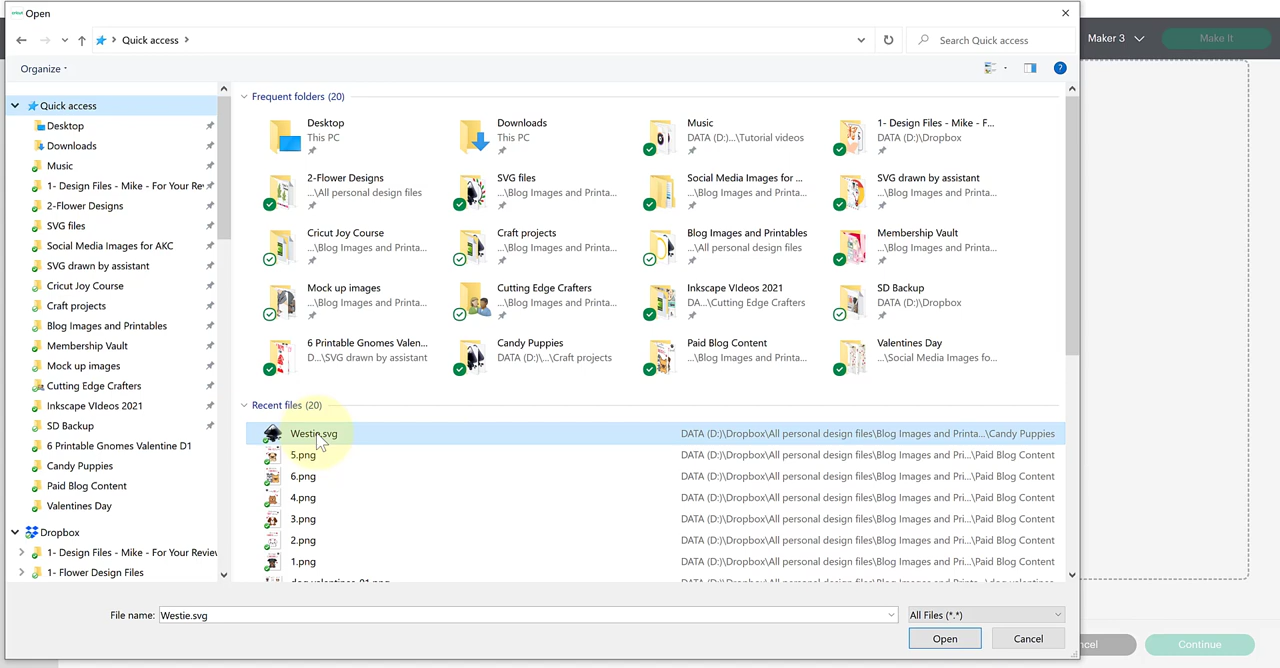 cricut Open
Quick access
Search Quick access
Maker 3
Make It
Organize
Quick access
Desktop
Downloads
Music
1- Design Files - Mike - For Your Rev
2-Flower Designs
SVG files
Social Media Images for AKC
SVG drawn by assistant
Cricut Joy Course
Craft projects
Blog Images and Printables
Membership Vault
Mock up images
Cutting Edge Crafters
Inkscape VIdeos 2021
SD Backup
6 Printable Gnomes Valentine D1
Candy Puppies
Paid Blog Content
Valentines Day
Dropbox
1- Design Files - Mike - For Your Review
1- Flower Design Files
Frequent folders (20)
Desktop
This PC
Downloads
This PC
Music
DATA (D:)\...\Tutorial videos
1- Design Files - Mike - F...
DATA (D:)\Dropbox
2-Flower Designs
...\All personal design files
SVG files
...\Blog Images and Printa...
Social Media Images for ...
...\Blog Images and Printa...
SVG drawn by assistant
...\Blog Images and Printa...
Cricut Joy Course
...\Blog Images and Printa...
Craft projects
...\Blog Images and Printa...
Blog Images and Printables
...\All personal design files
Membership Vault
...\Blog Images and Printa...
Mock up images
...\Blog Images and Printa...
Cutting Edge Crafters
...\Blog Images and Printa...
Inkscape VIdeos 2021
DA...\Cutting Edge Crafters
SD Backup
DATA (D:)\Dropbox
6 Printable Gnomes Valen...
D...\SVG drawn by assistant
Candy Puppies
DATA (D:)\...\Craft projects
Paid Blog Content
...\Blog Images and Printa...
Valentines Day
...\Social Media Images fo...
Recent files (20)
Westie.svg DATA (D:)\Dropbox\All personal design files\Blog Images and Printa...\Candy Puppies
5.png DATA (D:)\Dropbox\All personal design files\Blog Images and Pri...\Paid Blog Content
6.png DATA (D:)\Dropbox\All personal design files\Blog Images and Pri...\Paid Blog Content
4.png DATA (D:)\Dropbox\All personal design files\Blog Images and Pri...\Paid Blog Content
3.png DATA (D:)\Dropbox\All personal design files\Blog Images and Pri...\Paid Blog Content
2.png DATA (D:)\Dropbox\All personal design files\Blog Images and Pri...\Paid Blog Content
1.png DATA (D:)\Dropbox\All personal design files\Blog Images and Pri...\Paid Blog Content
File name: Westie.svg
All Files (*.*)
Open
Cancel
cel
Continue